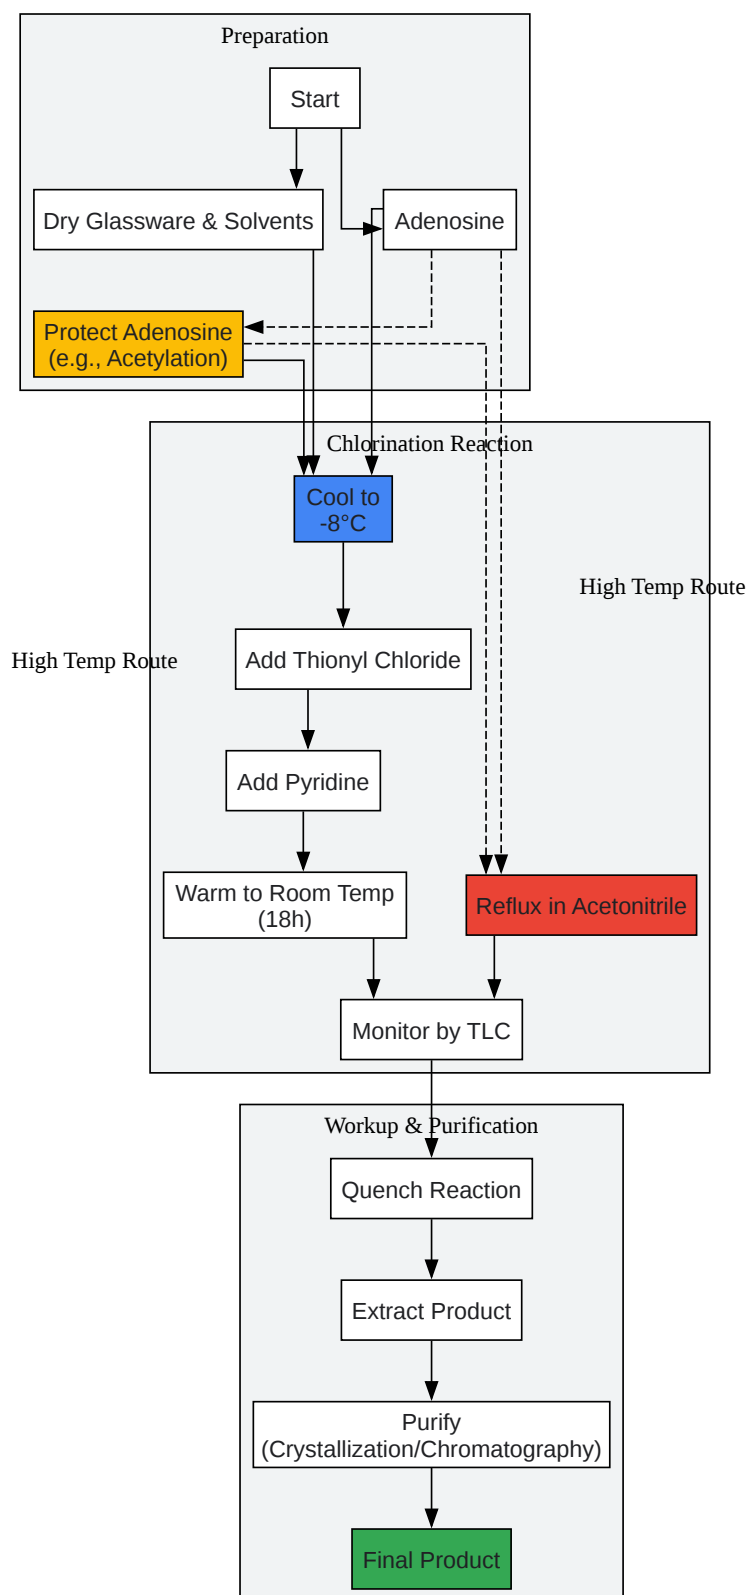 Preparation
Start
Dry Glassware & Solvents
Adenosine
Protect Adenosine
(e.g., Acetylation)
Chlorination Reaction
Cool to
-8°C
High Temp Route
Add Thionyl Chloride
High Temp Route
Add Pyridine
Warm to Room Temp
(18h)
Reflux in Acetonitrile
Monitor by TLC
Workup & Purification
Quench Reaction
Extract Product
Purify
(Crystallization/Chromatography)
Final Product